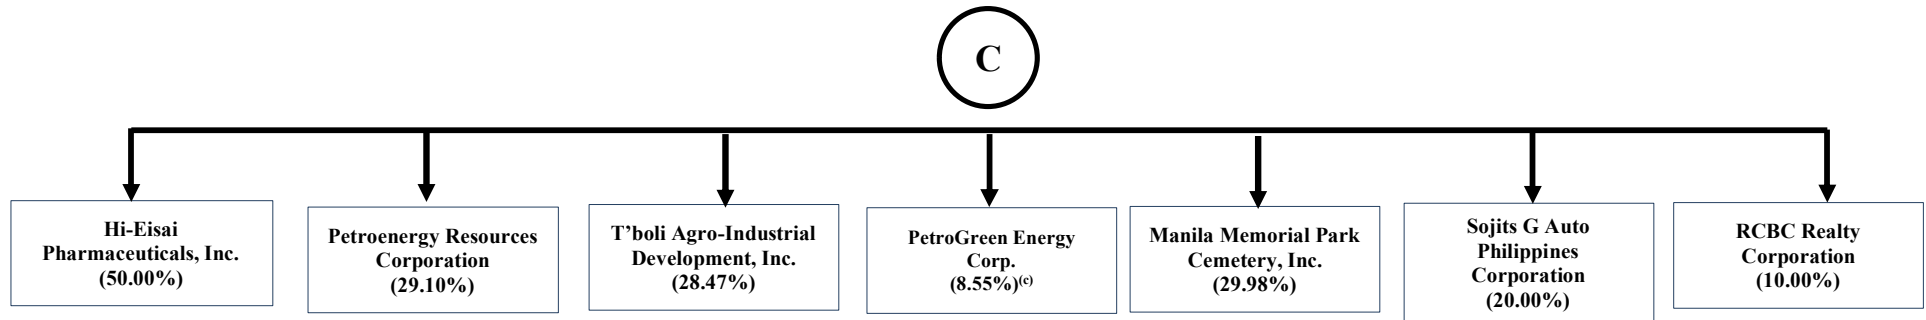 C
Hi-Eisai
Pharmaceuticals, Inc.
(50.00%)
Petroenergy Resources
Corporation
(29.10%)
T’boli Agro-Industrial
Development, Inc.
(28.47%)
PetroGreen Energy
Corp.
(8.55%)(c)
Manila Memorial Park
Cemetery, Inc.
(29.98%)
Sojits G Auto
Philippines
Corporation
(20.00%)
RCBC Realty
Corporation
(10.00%)